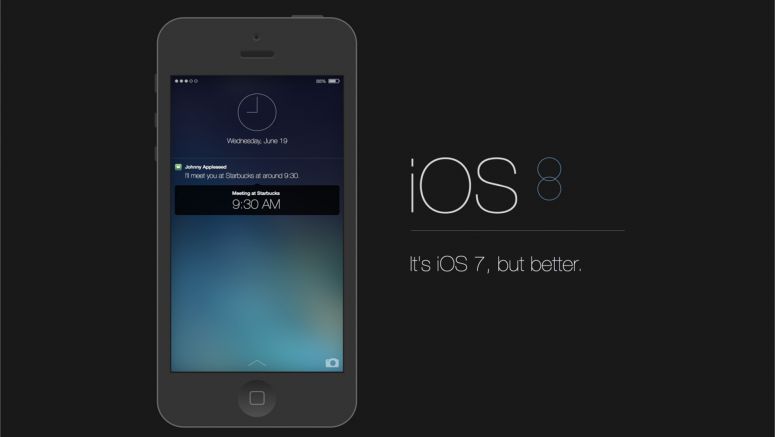 86%
Wednesday, June 19
Johnny Appleseed
I'll meet you at Starbucks at around 9:30.
Meeting at Starbucks
9:30 AM
iOS 8
It's iOS 7, but better.